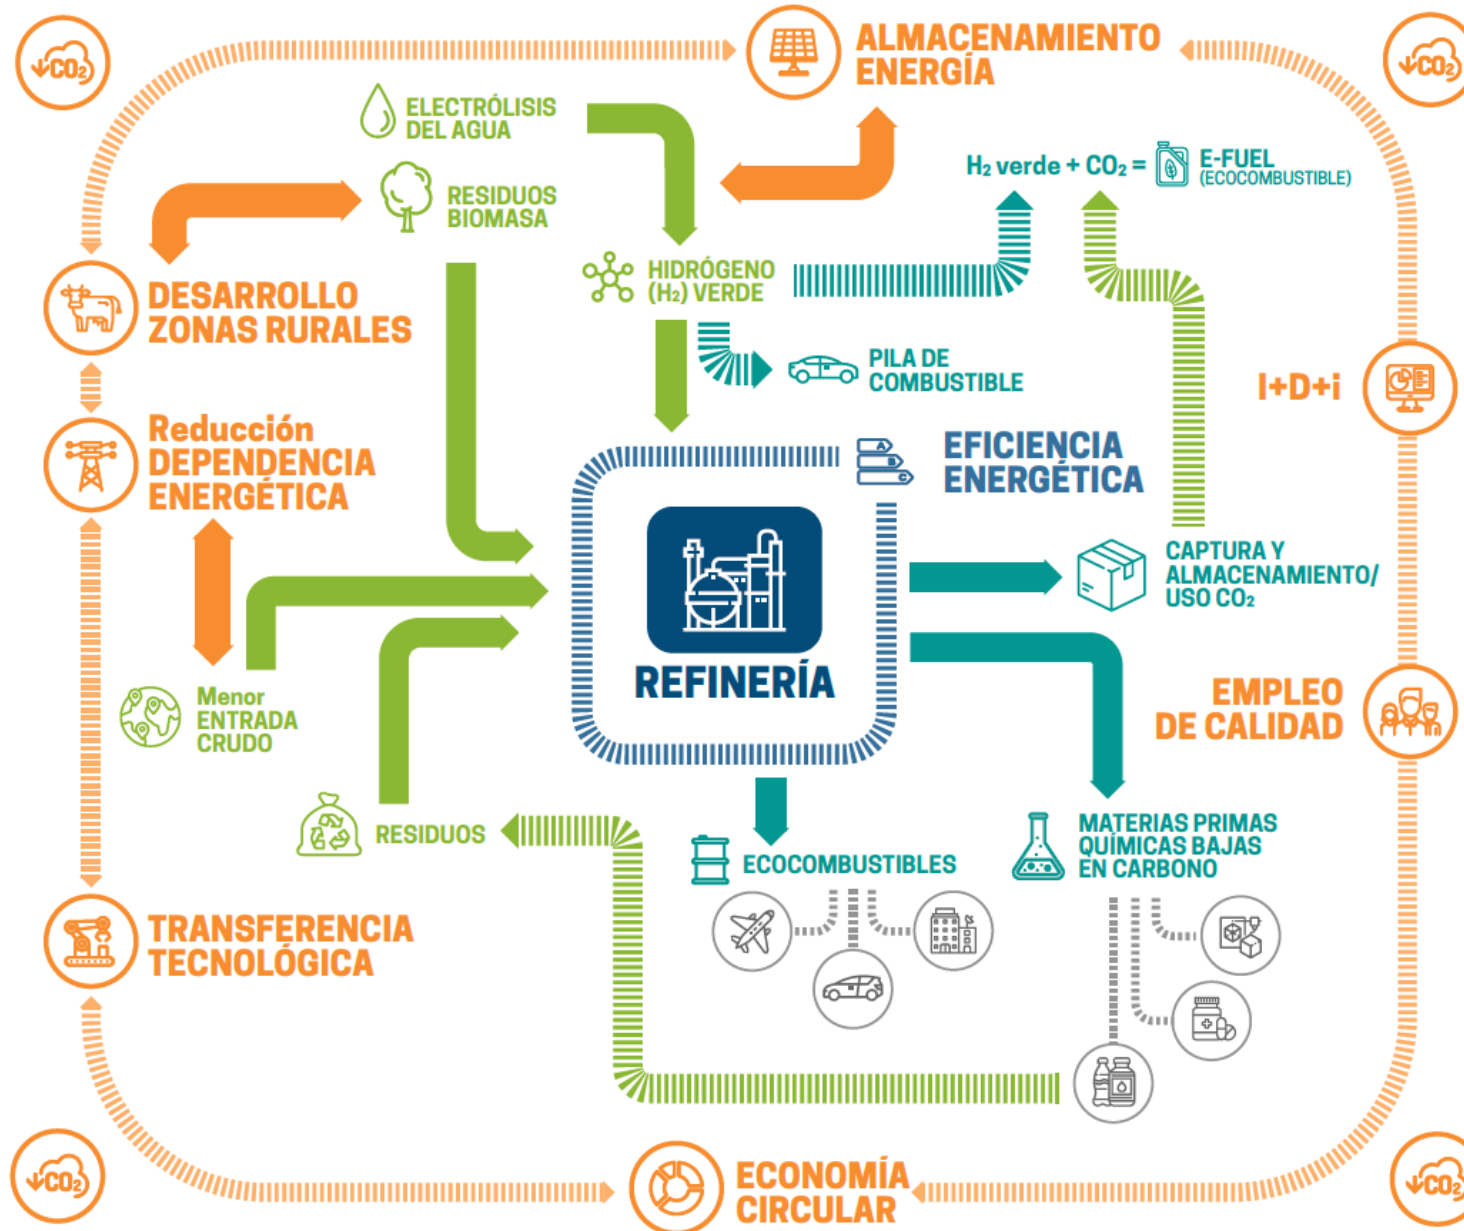 ↓CO₂
ALMACENAMIENTO
ENERGÍA
↓CO₂
ELECTRÓLISIS
DEL AGUA
RESIDUOS
BIOMASA
H₂ verde + CO₂ =
E-FUEL
(ECOCOMBUSTIBLE)
HIDRÓGENO
(H₂) VERDE
DESARROLLO
ZONAS RURALES
PILA DE
COMBUSTIBLE
I+D+i
Reducción
DEPENDENCIA
ENERGÉTICA
A
B
C
EFICIENCIA
ENERGÉTICA
CAPTURA Y
ALMACENAMIENTO/
USO CO₂
REFINERÍA
Menor
ENTRADA
CRUDO
EMPLEO
DE CALIDAD
RESIDUOS
ECOCOMBUSTIBLES
MATERIAS PRIMAS
QUÍMICAS BAJAS
EN CARBONO
TRANSFERENCIA
TECNOLÓGICA
↓CO₂
ECONOMÍA
CIRCULAR
↓CO₂